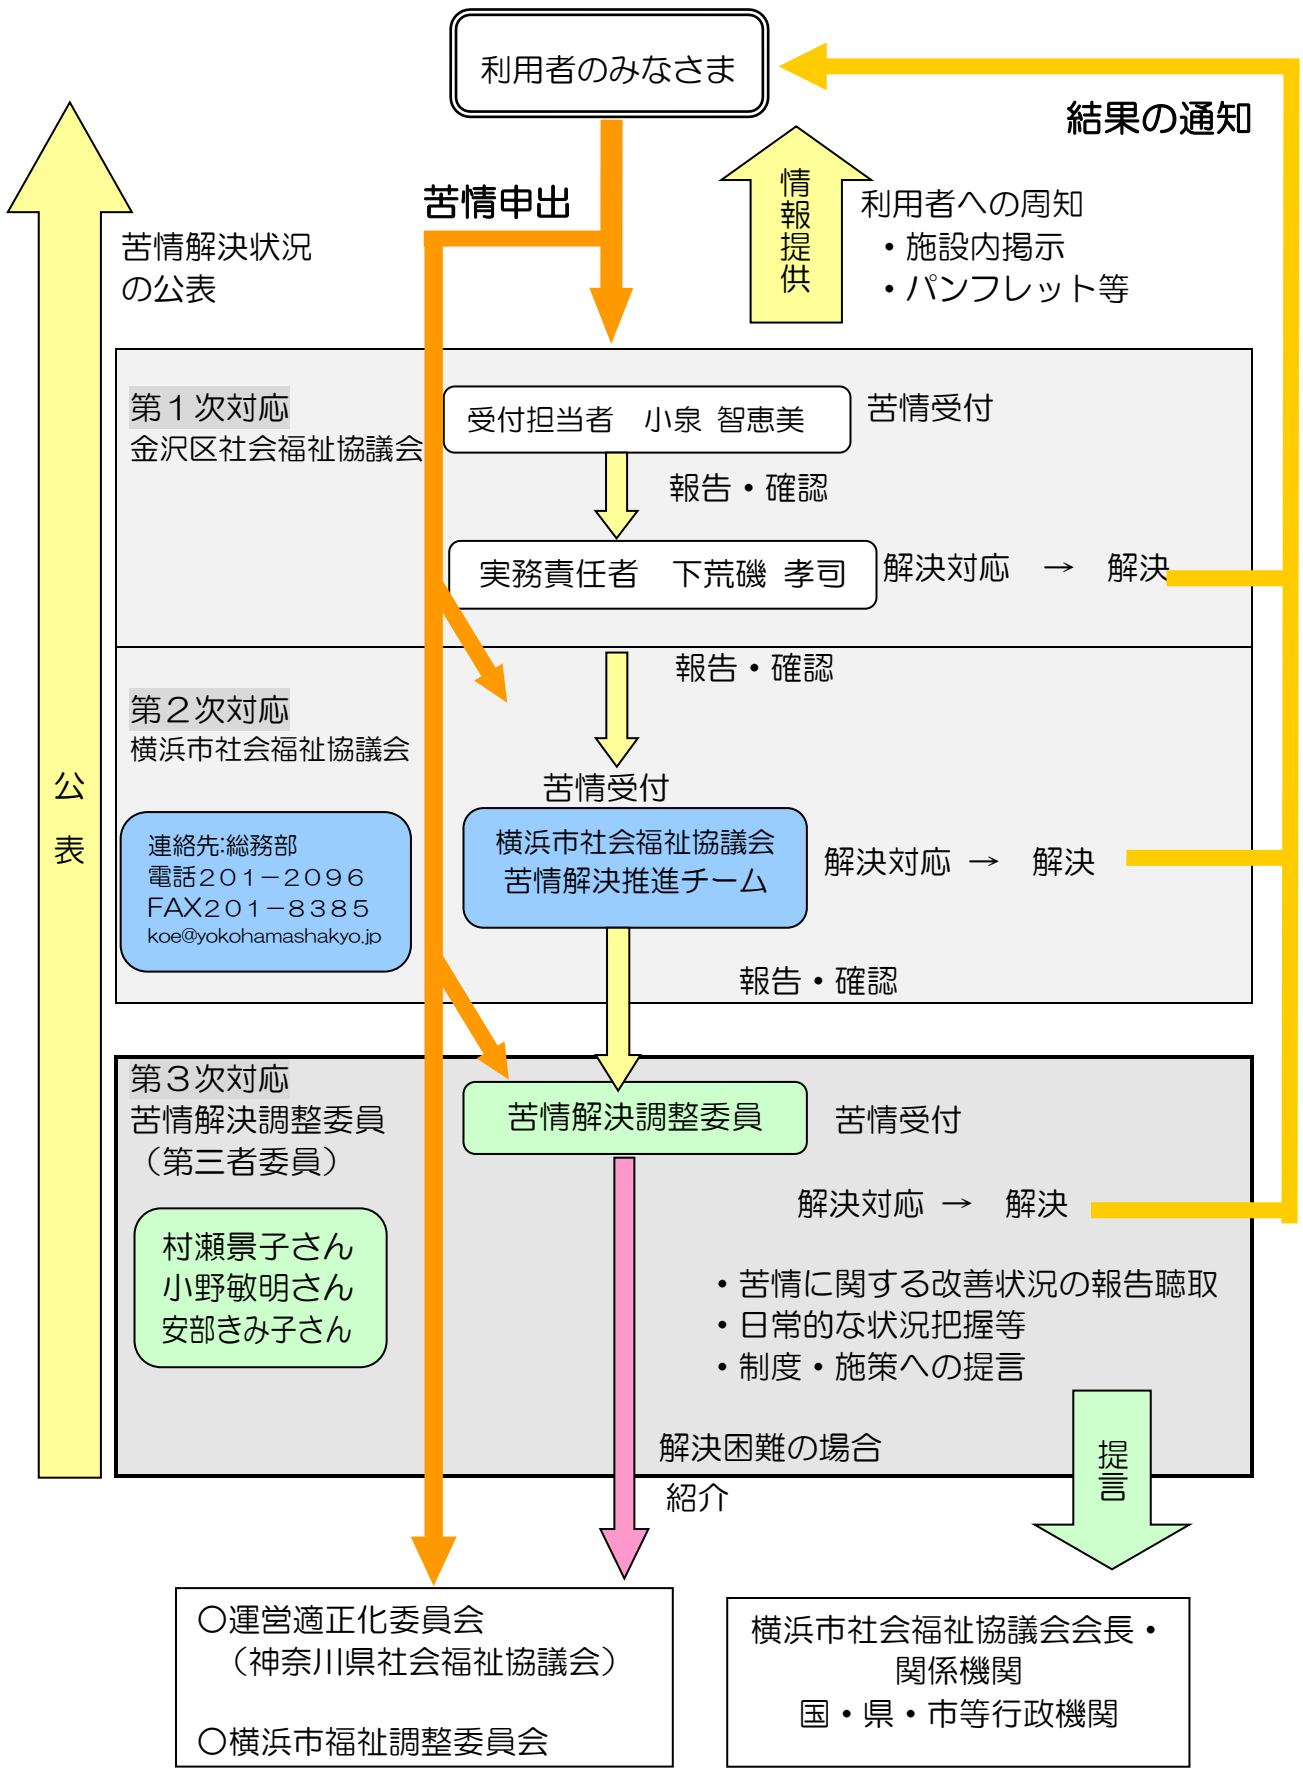 利用者のみなさま
結果の通知
苦情申出
情報提供
利用者への周知
・施設内掲示
・パンフレット等
苦情解決状況
の公表
公表
第１次対応
金沢区社会福祉協議会
受付担当者　小泉 智恵美
苦情受付
報告・確認
実務責任者　下荒磯 孝司
解決対応　→　解決
報告・確認
第２次対応
横浜市社会福祉協議会
苦情受付
連絡先:総務部
電話２０１－２０９６
FAX２０１－８３８５
koe@yokohamashakyo.jp
横浜市社会福祉協議会
苦情解決推進チーム
解決対応 →　解決
報告・確認
第３次対応
苦情解決調整委員
（第三者委員）
苦情解決調整委員
苦情受付
解決対応 →　解決
村瀬景子さん
小野敏明さん
安部きみ子さん
・苦情に関する改善状況の報告聴取
・日常的な状況把握等
・制度・施策への提言
解決困難の場合
紹介
提言
○運営適正化委員会
（神奈川県社会福祉協議会）
○横浜市福祉調整委員会
横浜市社会福祉協議会会長・
関係機関
国・県・市等行政機関